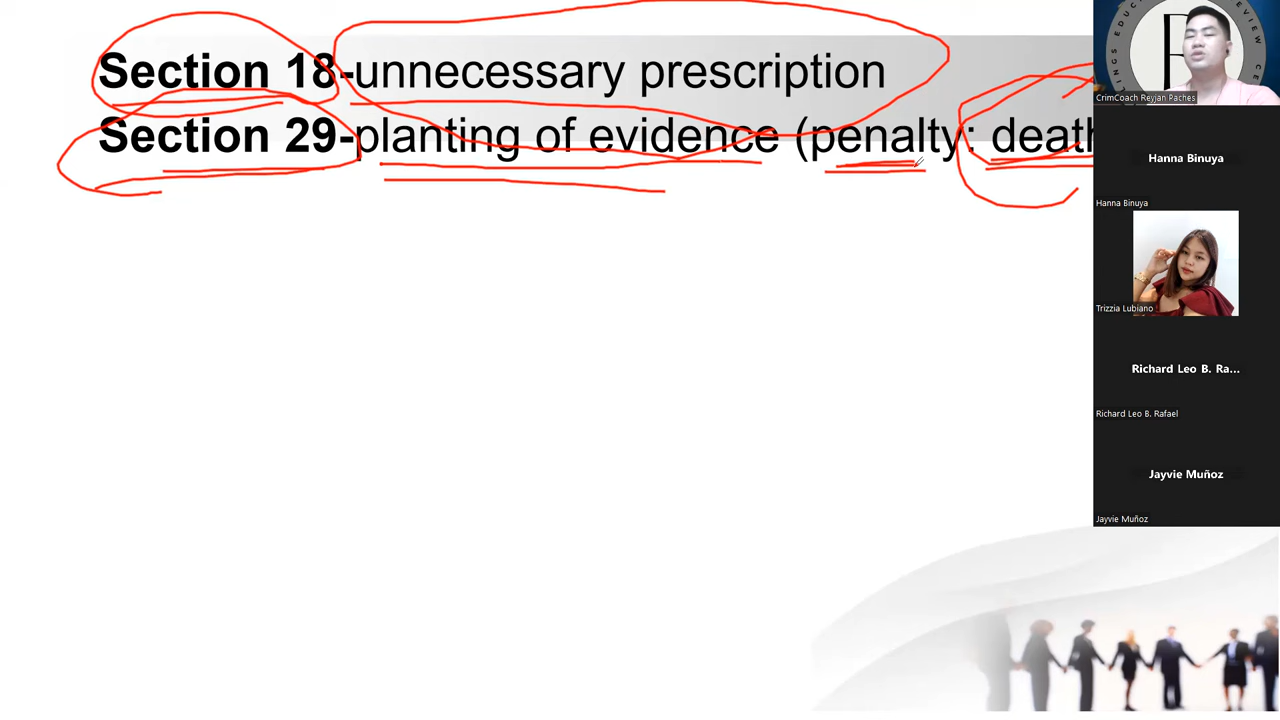 Section 18-unnecessary prescription
Section 29-planting of evidence (penalty: death
CrimCoach Reyjan Paches
Hanna Binuya
Hanna Binuya
Trizzia Lubiano
Richard Leo B. Ra...
Richard Leo B. Rafael
Jayvie Muñoz
Jayvie Muñoz